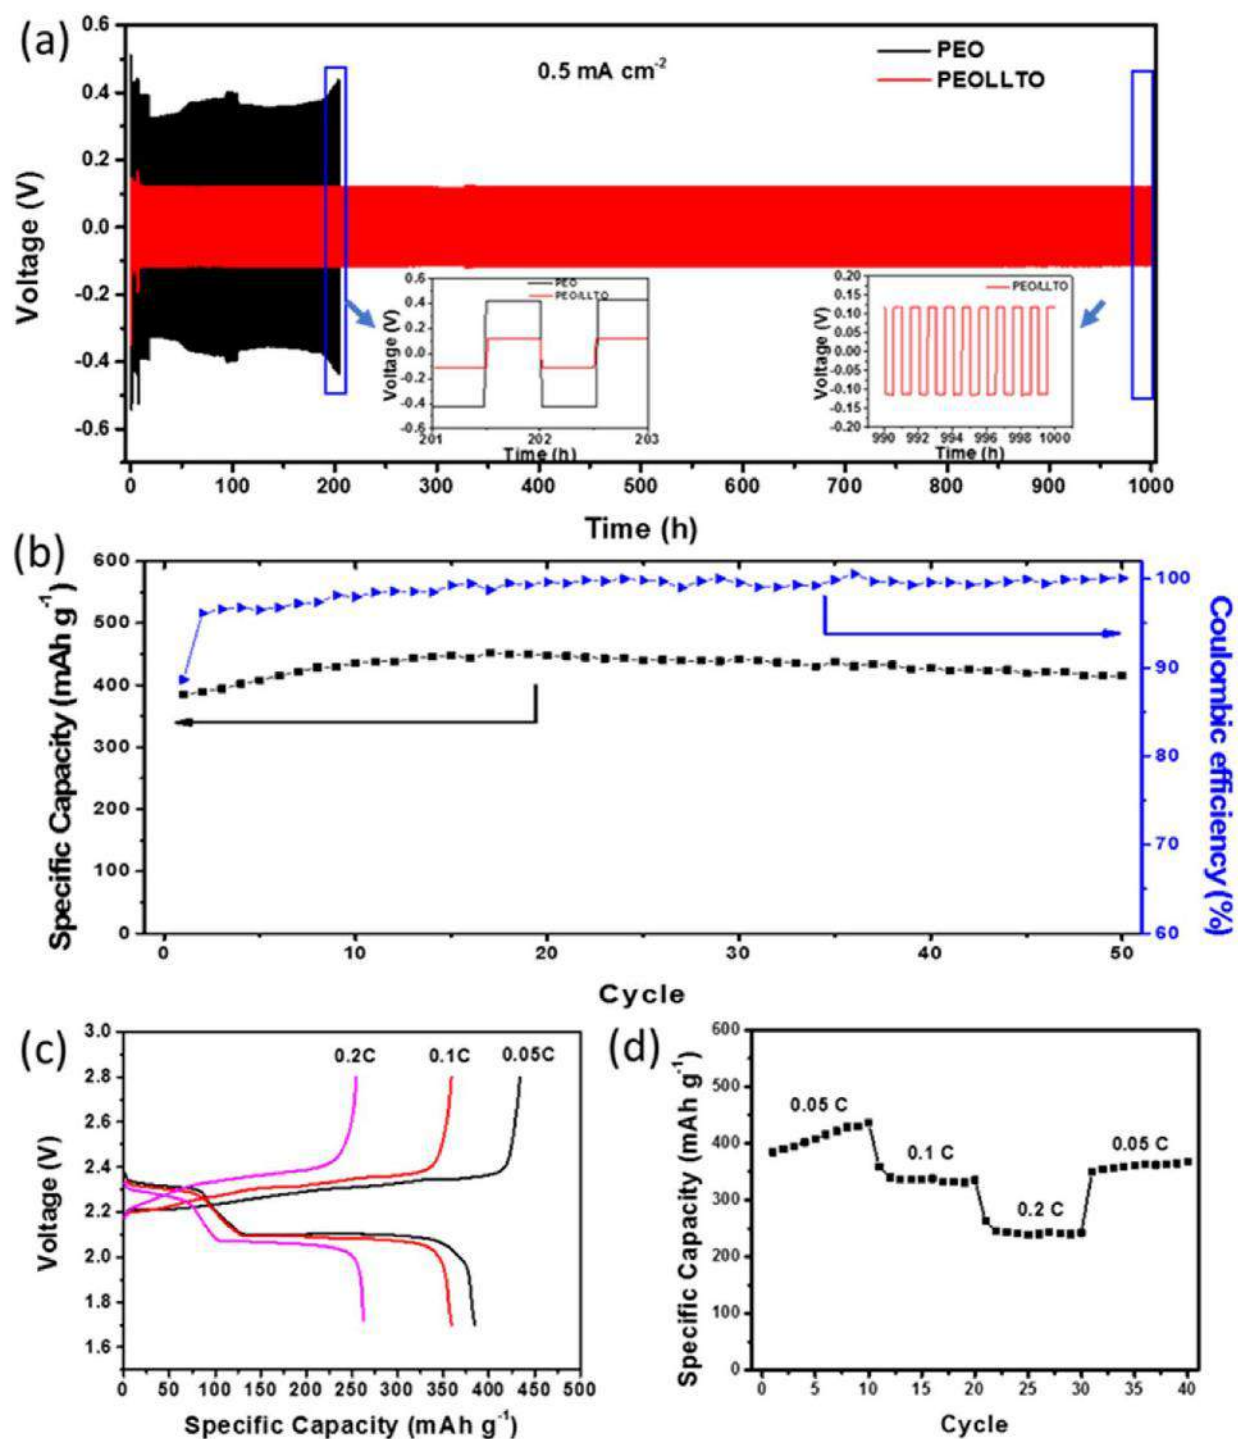 (a)
0.6
0.4
0.2
0.0
-0.2
-0.4
-0.6
Voltage (V)
0.5 mA cm-2
PEO
PEOLLTO
0.6
0.4
0.2
0.0
-0.2
-0.4
-0.6
Voltage (V)
PEO
PEO/LLTO
201 202 203
Time (h)
0.20
0.15
0.10
0.05
0.00
-0.05
-0.10
-0.15
-0.20
Voltage (V)
PEO/LLTO
990 992 994 996 998 1000
Time (h)
0 100 200 300 400 500 600 700 800 900 1000
Time (h)
(b)
600
500
400
300
200
100
0
Specific Capacity (mAh g-1)
100
90
80
70
60
Coulombic efficiency (%)
0 10 20 30 40 50
Cycle
(c)
3.0
2.8
2.6
2.4
2.2
2.0
1.8
1.6
Voltage (V)
0.2C 0.1C 0.05C
0 50 100 150 200 250 300 350 400 450 500
Specific Capacity (mAh g-1)
(d)
600
500
400
300
200
100
0
Specific Capacity (mAh g-1)
0.05 C
0.1 C
0.2 C
0.05 C
0 5 10 15 20 25 30 35 40
Cycle